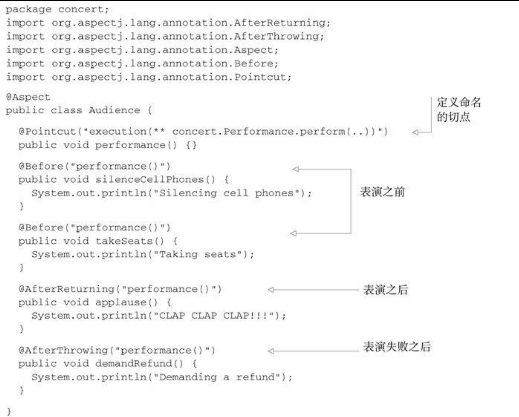 package concert;
import org.aspectj.lang.annotation.AfterReturning;
import org.aspectj.lang.annotation.AfterThrowing;
import org.aspectj.lang.annotation.Aspect;
import org.aspectj.lang.annotation.Before;
import org.aspectj.lang.annotation.Pointcut;
@Aspect
public class Audience {
@Pointcut("execution(** concert.Performance.perform(..))")
定义命名
的切点
public void performance() {}
@Before("performance()")
public void silenceCellPhones() {
System.out.println("Silencing cell phones");
}
表演之前
@Before("performance()")
public void takeSeats() {
System.out.println("Taking seats");
}
@AfterReturning("performance()")
表演之后
public void applause() {
System.out.println("CLAP CLAP CLAP!!!");
}
@AfterThrowing("performance()")
表演失败之后
public void demandRefund() {
System.out.println("Demanding a refund");
}
}